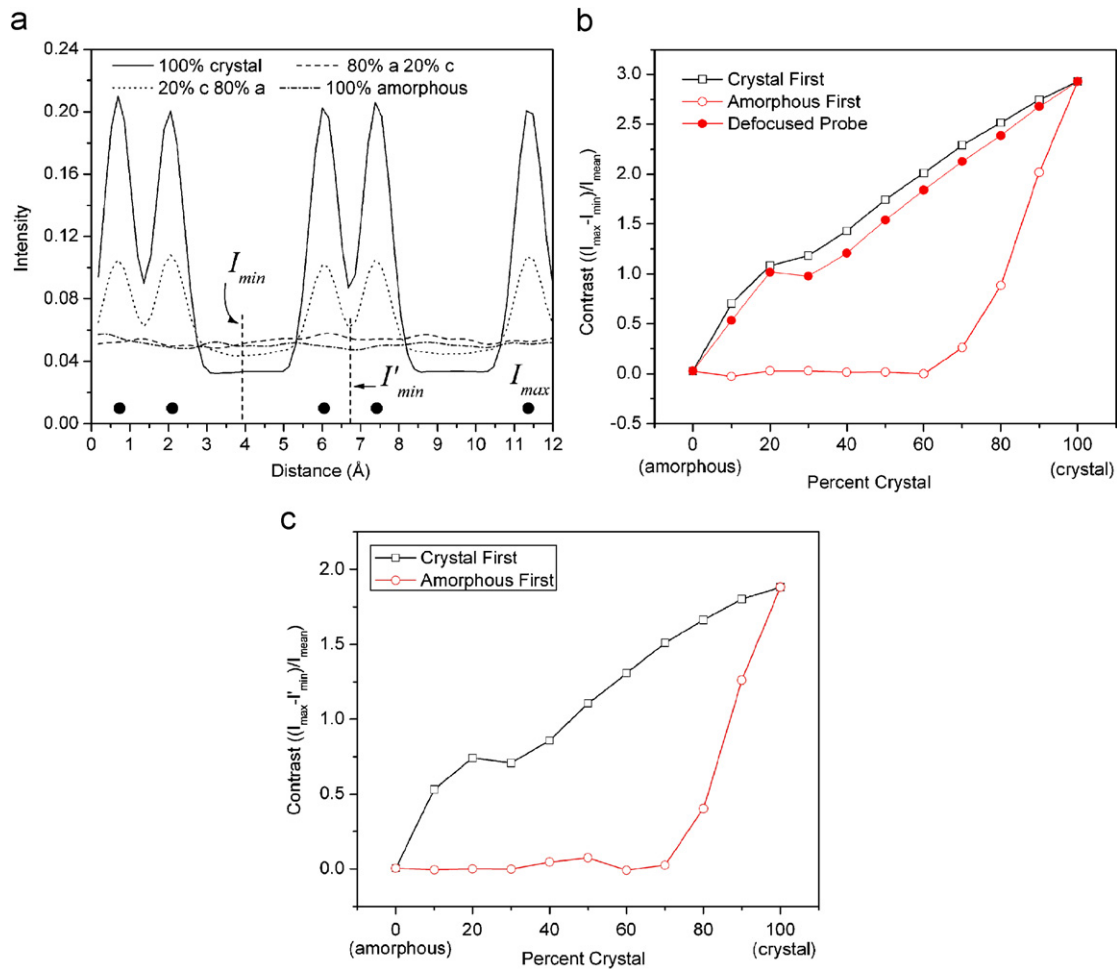 a
0.24
0.20
0.16
0.12
0.08
0.04
0.00
Intensity
100% crystal
80% a 20% c
20% c 80% a
100% amorphous
I_min
I'_min
I_max
0 1 2 3 4 5 6 7 8 9 10 11 12
Distance (Å)
b
3.0
2.5
2.0
1.5
1.0
0.5
0.0
-0.5
Contrast ((I_max-I_min)/I_mean)
Crystal First
Amorphous First
Defocused Probe
0 20 40 60 80 100
(amorphous) (crystal)
Percent Crystal
c
2.0
1.5
1.0
0.5
0.0
Contrast ((I_max-I'_min)/I_mean)
Crystal First
Amorphous First
0 20 40 60 80 100
(amorphous) (crystal)
Percent Crystal